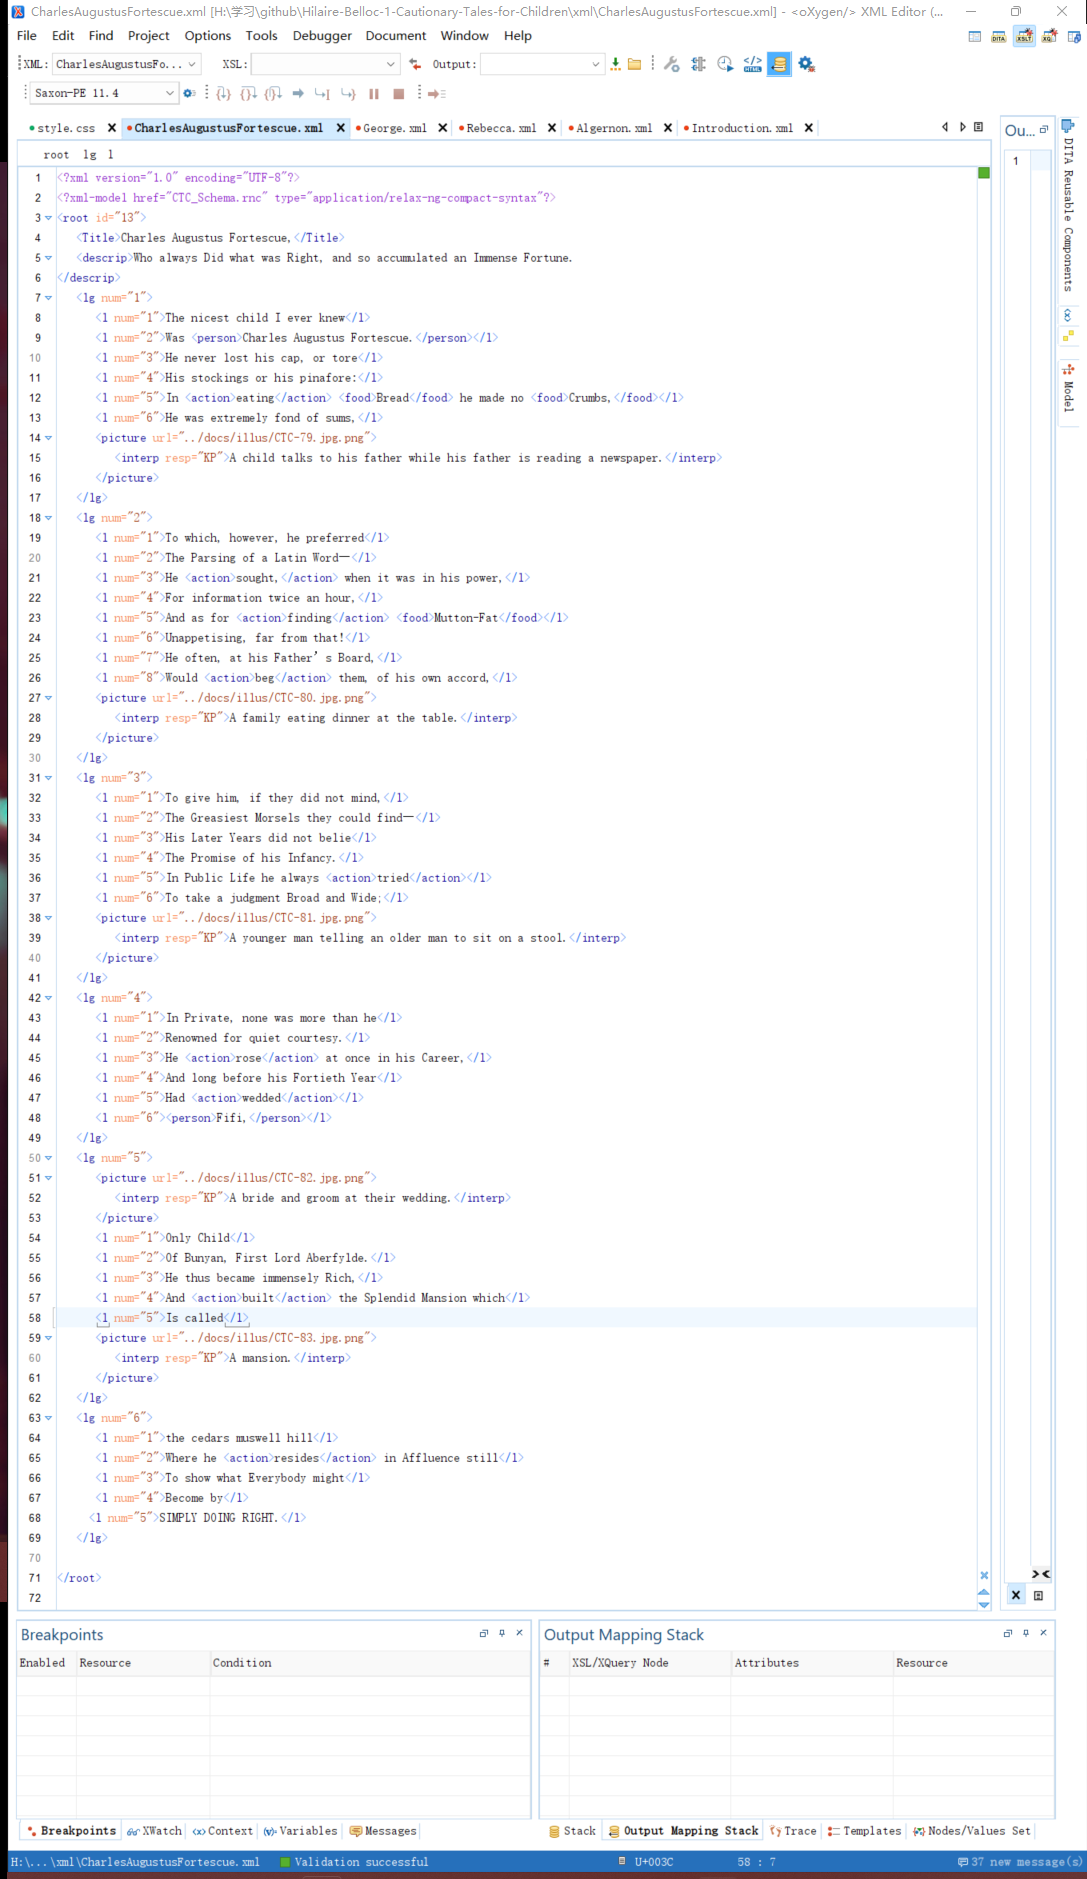 CharlesAugustusFortescue.xml [H:\学习\github\Hilaire-Belloc-1-Cautionary-Tales-for-Children\xml\CharlesAugustusFortescue.xml] - <oXygen/> XML Editor (...
File Edit Find Project Options Tools Debugger Document Window Help
XML: CharlesAugustusFo... XSL: Output:
Saxon-PE 11.4
style.css CharlesAugustusFortescue.xml George.xml Rebecca.xml Algernon.xml Introduction.xml
Ou...
root lg l
1
DITA Reusable Components
Model
1 <?xml version="1.0" encoding="UTF-8"?>
2 <?xml-model href="CTC_Schema.rnc" type="application/relax-ng-compact-syntax"?>
3 <root id="13">
4 <Title>Charles Augustus Fortescue,</Title>
5 <descrip>Who always Did what was Right, and so accumulated an Immense Fortune.
6 </descrip>
7 <lg num="1">
8 <l num="1">The nicest child I ever knew</l>
9 <l num="2">Was <person>Charles Augustus Fortescue.</person></l>
10 <l num="3">He never lost his cap, or tore</l>
11 <l num="4">His stockings or his pinafore:</l>
12 <l num="5">In <action>eating</action> <food>Bread</food> he made no <food>Crumbs,</food></l>
13 <l num="6">He was extremely fond of sums,</l>
14 <picture url="../docs/illus/CTC-79.jpg.png">
15 <interp resp="KP">A child talks to his father while his father is reading a newspaper.</interp>
16 </picture>
17 </lg>
18 <lg num="2">
19 <l num="1">To which, however, he preferred</l>
20 <l num="2">The Parsing of a Latin Word—</l>
21 <l num="3">He <action>sought,</action> when it was in his power,</l>
22 <l num="4">For information twice an hour,</l>
23 <l num="5">And as for <action>finding</action> <food>Mutton-Fat</food></l>
24 <l num="6">Unappetising, far from that!</l>
25 <l num="7">He often, at his Father’s Board,</l>
26 <l num="8">Would <action>beg</action> them, of his own accord,</l>
27 <picture url="../docs/illus/CTC-80.jpg.png">
28 <interp resp="KP">A family eating dinner at the table.</interp>
29 </picture>
30 </lg>
31 <lg num="3">
32 <l num="1">To give him, if they did not mind,</l>
33 <l num="2">The Greasiest Morsels they could find—</l>
34 <l num="3">His Later Years did not belie</l>
35 <l num="4">The Promise of his Infancy.</l>
36 <l num="5">In Public Life he always <action>tried</action></l>
37 <l num="6">To take a judgment Broad and Wide;</l>
38 <picture url="../docs/illus/CTC-81.jpg.png">
39 <interp resp="KP">A younger man telling an older man to sit on a stool.</interp>
40 </picture>
41 </lg>
42 <lg num="4">
43 <l num="1">In Private, none was more than he</l>
44 <l num="2">Renowned for quiet courtesy.</l>
45 <l num="3">He <action>rose</action> at once in his Career,</l>
46 <l num="4">And long before his Fortieth Year</l>
47 <l num="5">Had <action>wedded</action></l>
48 <l num="6"><person>Fifi,</person></l>
49 </lg>
50 <lg num="5">
51 <picture url="../docs/illus/CTC-82.jpg.png">
52 <interp resp="KP">A bride and groom at their wedding.</interp>
53 </picture>
54 <l num="1">Only Child</l>
55 <l num="2">Of Bunyan, First Lord Aberfylde.</l>
56 <l num="3">He thus became immensely Rich,</l>
57 <l num="4">And <action>built</action> the Splendid Mansion which</l>
58 <l num="5">Is called</l>
59 <picture url="../docs/illus/CTC-83.jpg.png">
60 <interp resp="KP">A mansion.</interp>
61 </picture>
62 </lg>
63 <lg num="6">
64 <l num="1">the cedars muswell hill</l>
65 <l num="2">Where he <action>resides</action> in Affluence still</l>
66 <l num="3">To show what Everybody might</l>
67 <l num="4">Become by</l>
68 <l num="5">SIMPLY DOING RIGHT.</l>
69 </lg>
70
71 </root>
72
Breakpoints Output Mapping Stack
Enabled Resource Condition # XSL/XQuery Node Attributes Resource
Breakpoints XWatch Context Variables Messages Stack Output Mapping Stack Trace Templates Nodes/Values Set
H:\...\xml\CharlesAugustusFortescue.xml Validation successful U+003C 58 : 7 37 new message(s)